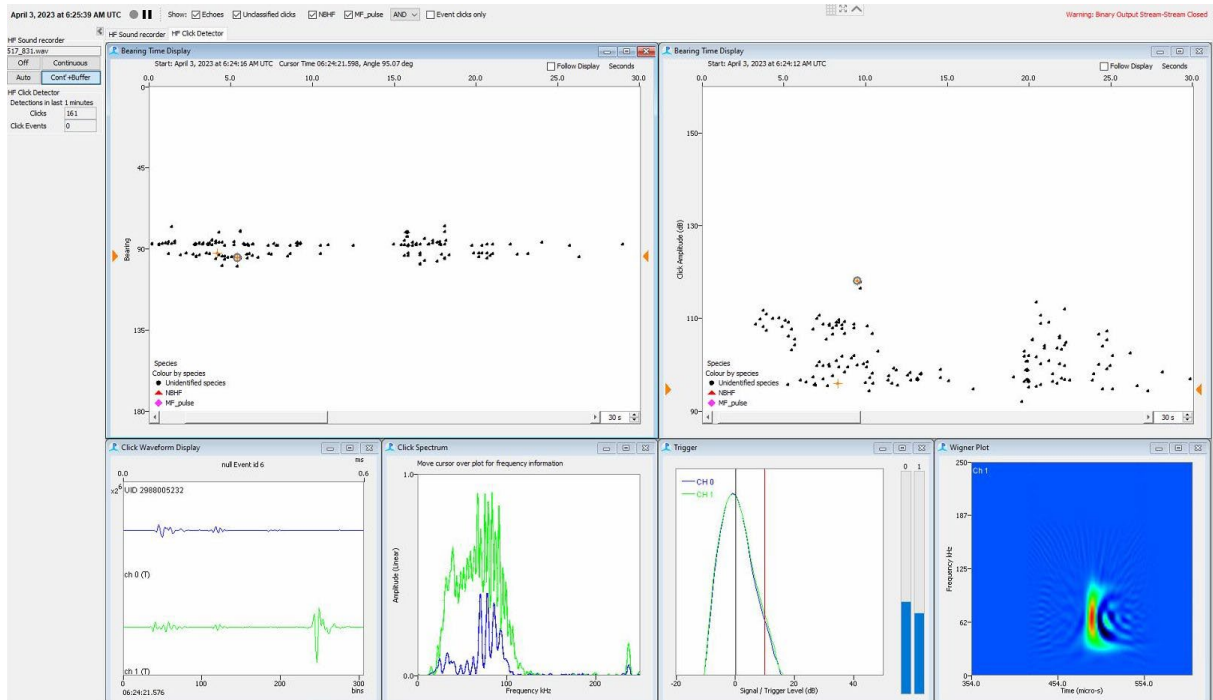 April 3, 2023 at 6:25:39 AM UTC Show: Echoes Unclassified clicks NBHF MF_pulse AND Event clicks only
Warning: Binary Output Stream-Stream Closed
HF Sound recorder HF Click Detector
HF Sound recorder
517_831.wav
Off Continuous
Auto Cont'+Buffer
HF Click Detector
Detections in last 1 minutes
Clicks 161
Click Events 0
Bearing Time Display
Start: April 3, 2023 at 6:24:16 AM UTC Cursor Time 06:24:21.598, Angle 95.07 deg
Follow Display Seconds
0.0 5.0 10.0 15.0 20.0 25.0 30.0
0
45
90
135
180
Bearing
Species
Colour by species
Unidentified species
NBHF
MF_pulse
30 s
Bearing Time Display
Start: April 3, 2023 at 6:24:12 AM UTC
Follow Display Seconds
0.0 5.0 10.0 15.0 20.0 25.0 30.0
150
130
110
90
Click Amplitude (dB)
Species
Colour by species
Unidentified species
NBHF
MF_pulse
30 s
Click Waveform Display
null Event id 6
ms
0.0 0.6
UID 2988005232
ch 0 (T)
ch 1 (T)
0 100 200 300
06:24:21.576 bins
Click Spectrum
Move cursor over plot for frequency information
1.0
Amplitude (Linear)
0.0
0 100 200
Frequency kHz
Trigger
CH 0
CH 1
0 1
-20 0 20 40
Signal / Trigger Level (dB)
Wigner Plot
Ch 1
250
187
125
62
0
Frequency kHz
354.0 454.0 554.0
Time (micro-s)